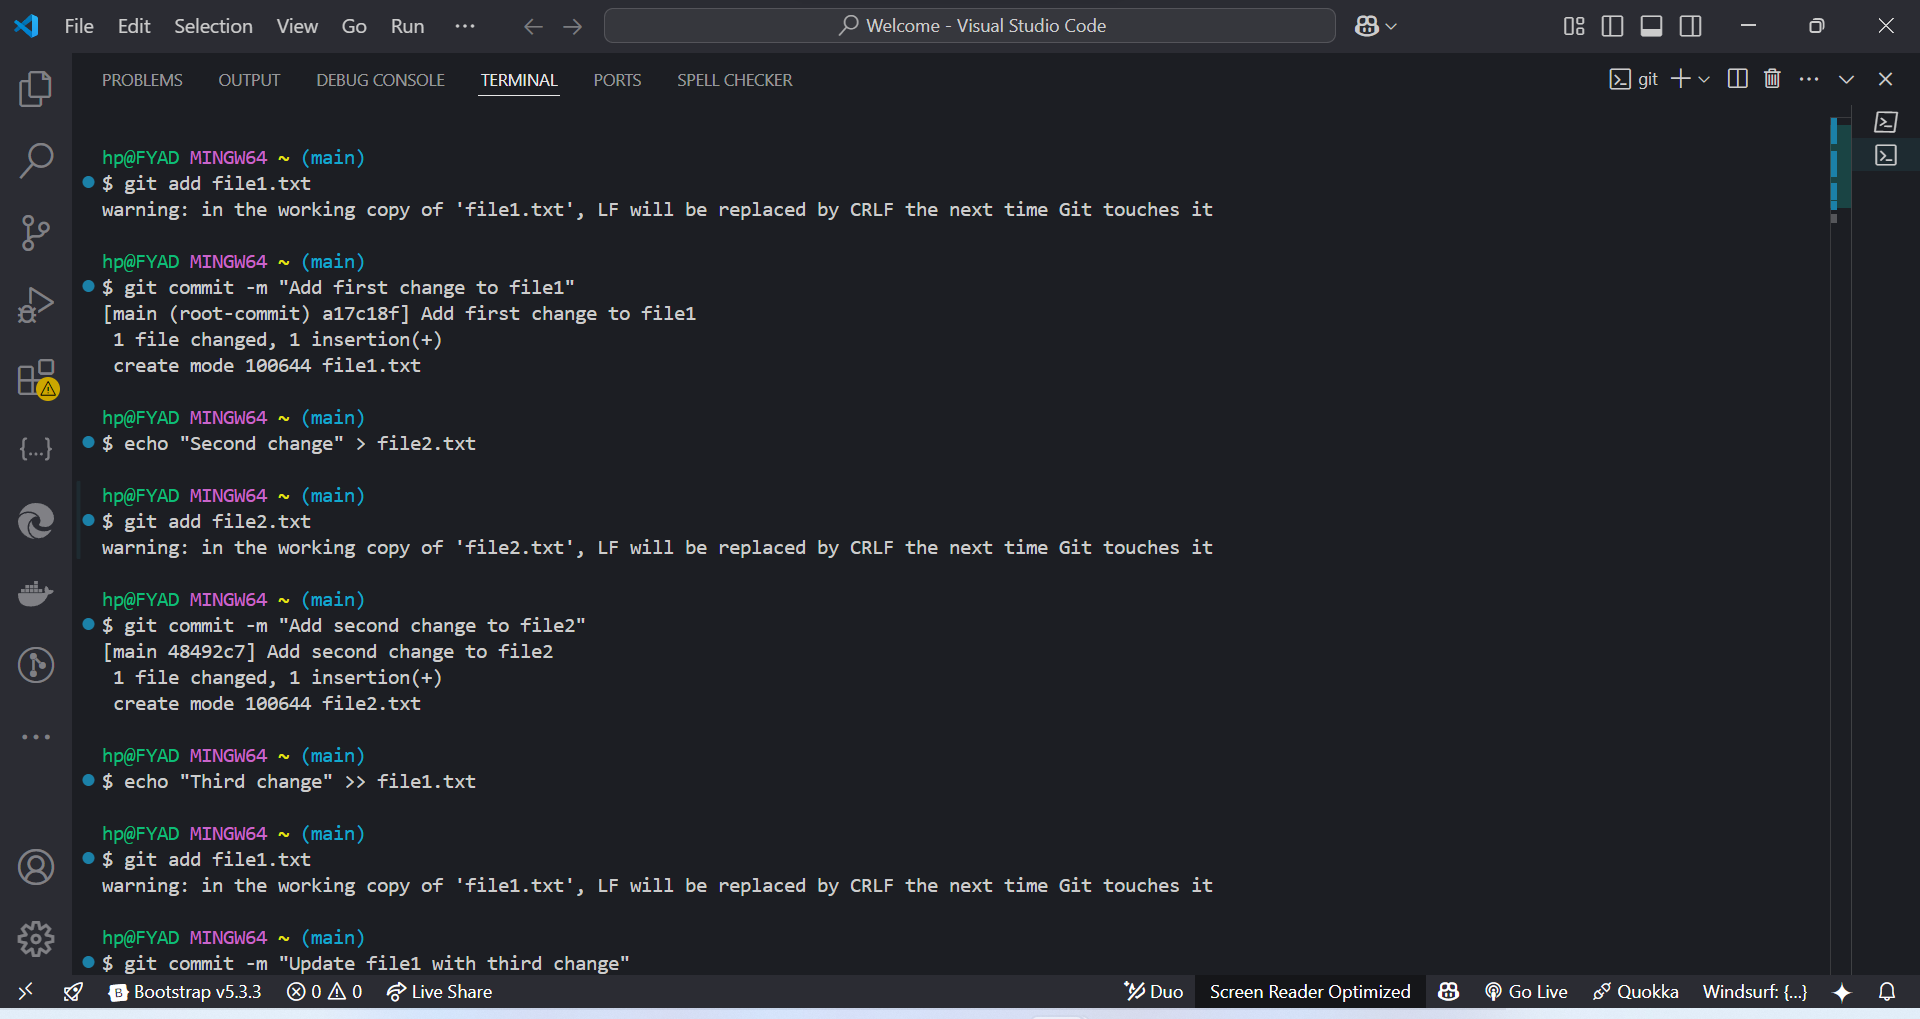 File Edit Selection View Go Run ···
Welcome - Visual Studio Code
PROBLEMS OUTPUT DEBUG CONSOLE TERMINAL PORTS SPELL CHECKER
git
hp@FYAD MINGW64 ~ (main)
$ git add file1.txt
warning: in the working copy of 'file1.txt', LF will be replaced by CRLF the next time Git touches it
hp@FYAD MINGW64 ~ (main)
$ git commit -m "Add first change to file1"
[main (root-commit) a17c18f] Add first change to file1
1 file changed, 1 insertion(+)
create mode 100644 file1.txt
hp@FYAD MINGW64 ~ (main)
$ echo "Second change" > file2.txt
hp@FYAD MINGW64 ~ (main)
$ git add file2.txt
warning: in the working copy of 'file2.txt', LF will be replaced by CRLF the next time Git touches it
hp@FYAD MINGW64 ~ (main)
$ git commit -m "Add second change to file2"
[main 48492c7] Add second change to file2
1 file changed, 1 insertion(+)
create mode 100644 file2.txt
hp@FYAD MINGW64 ~ (main)
$ echo "Third change" >> file1.txt
hp@FYAD MINGW64 ~ (main)
$ git add file1.txt
warning: in the working copy of 'file1.txt', LF will be replaced by CRLF the next time Git touches it
hp@FYAD MINGW64 ~ (main)
$ git commit -m "Update file1 with third change"
B Bootstrap v5.3.3 0 0 Live Share Duo Screen Reader Optimized Go Live Quokka Windsurf: {...}